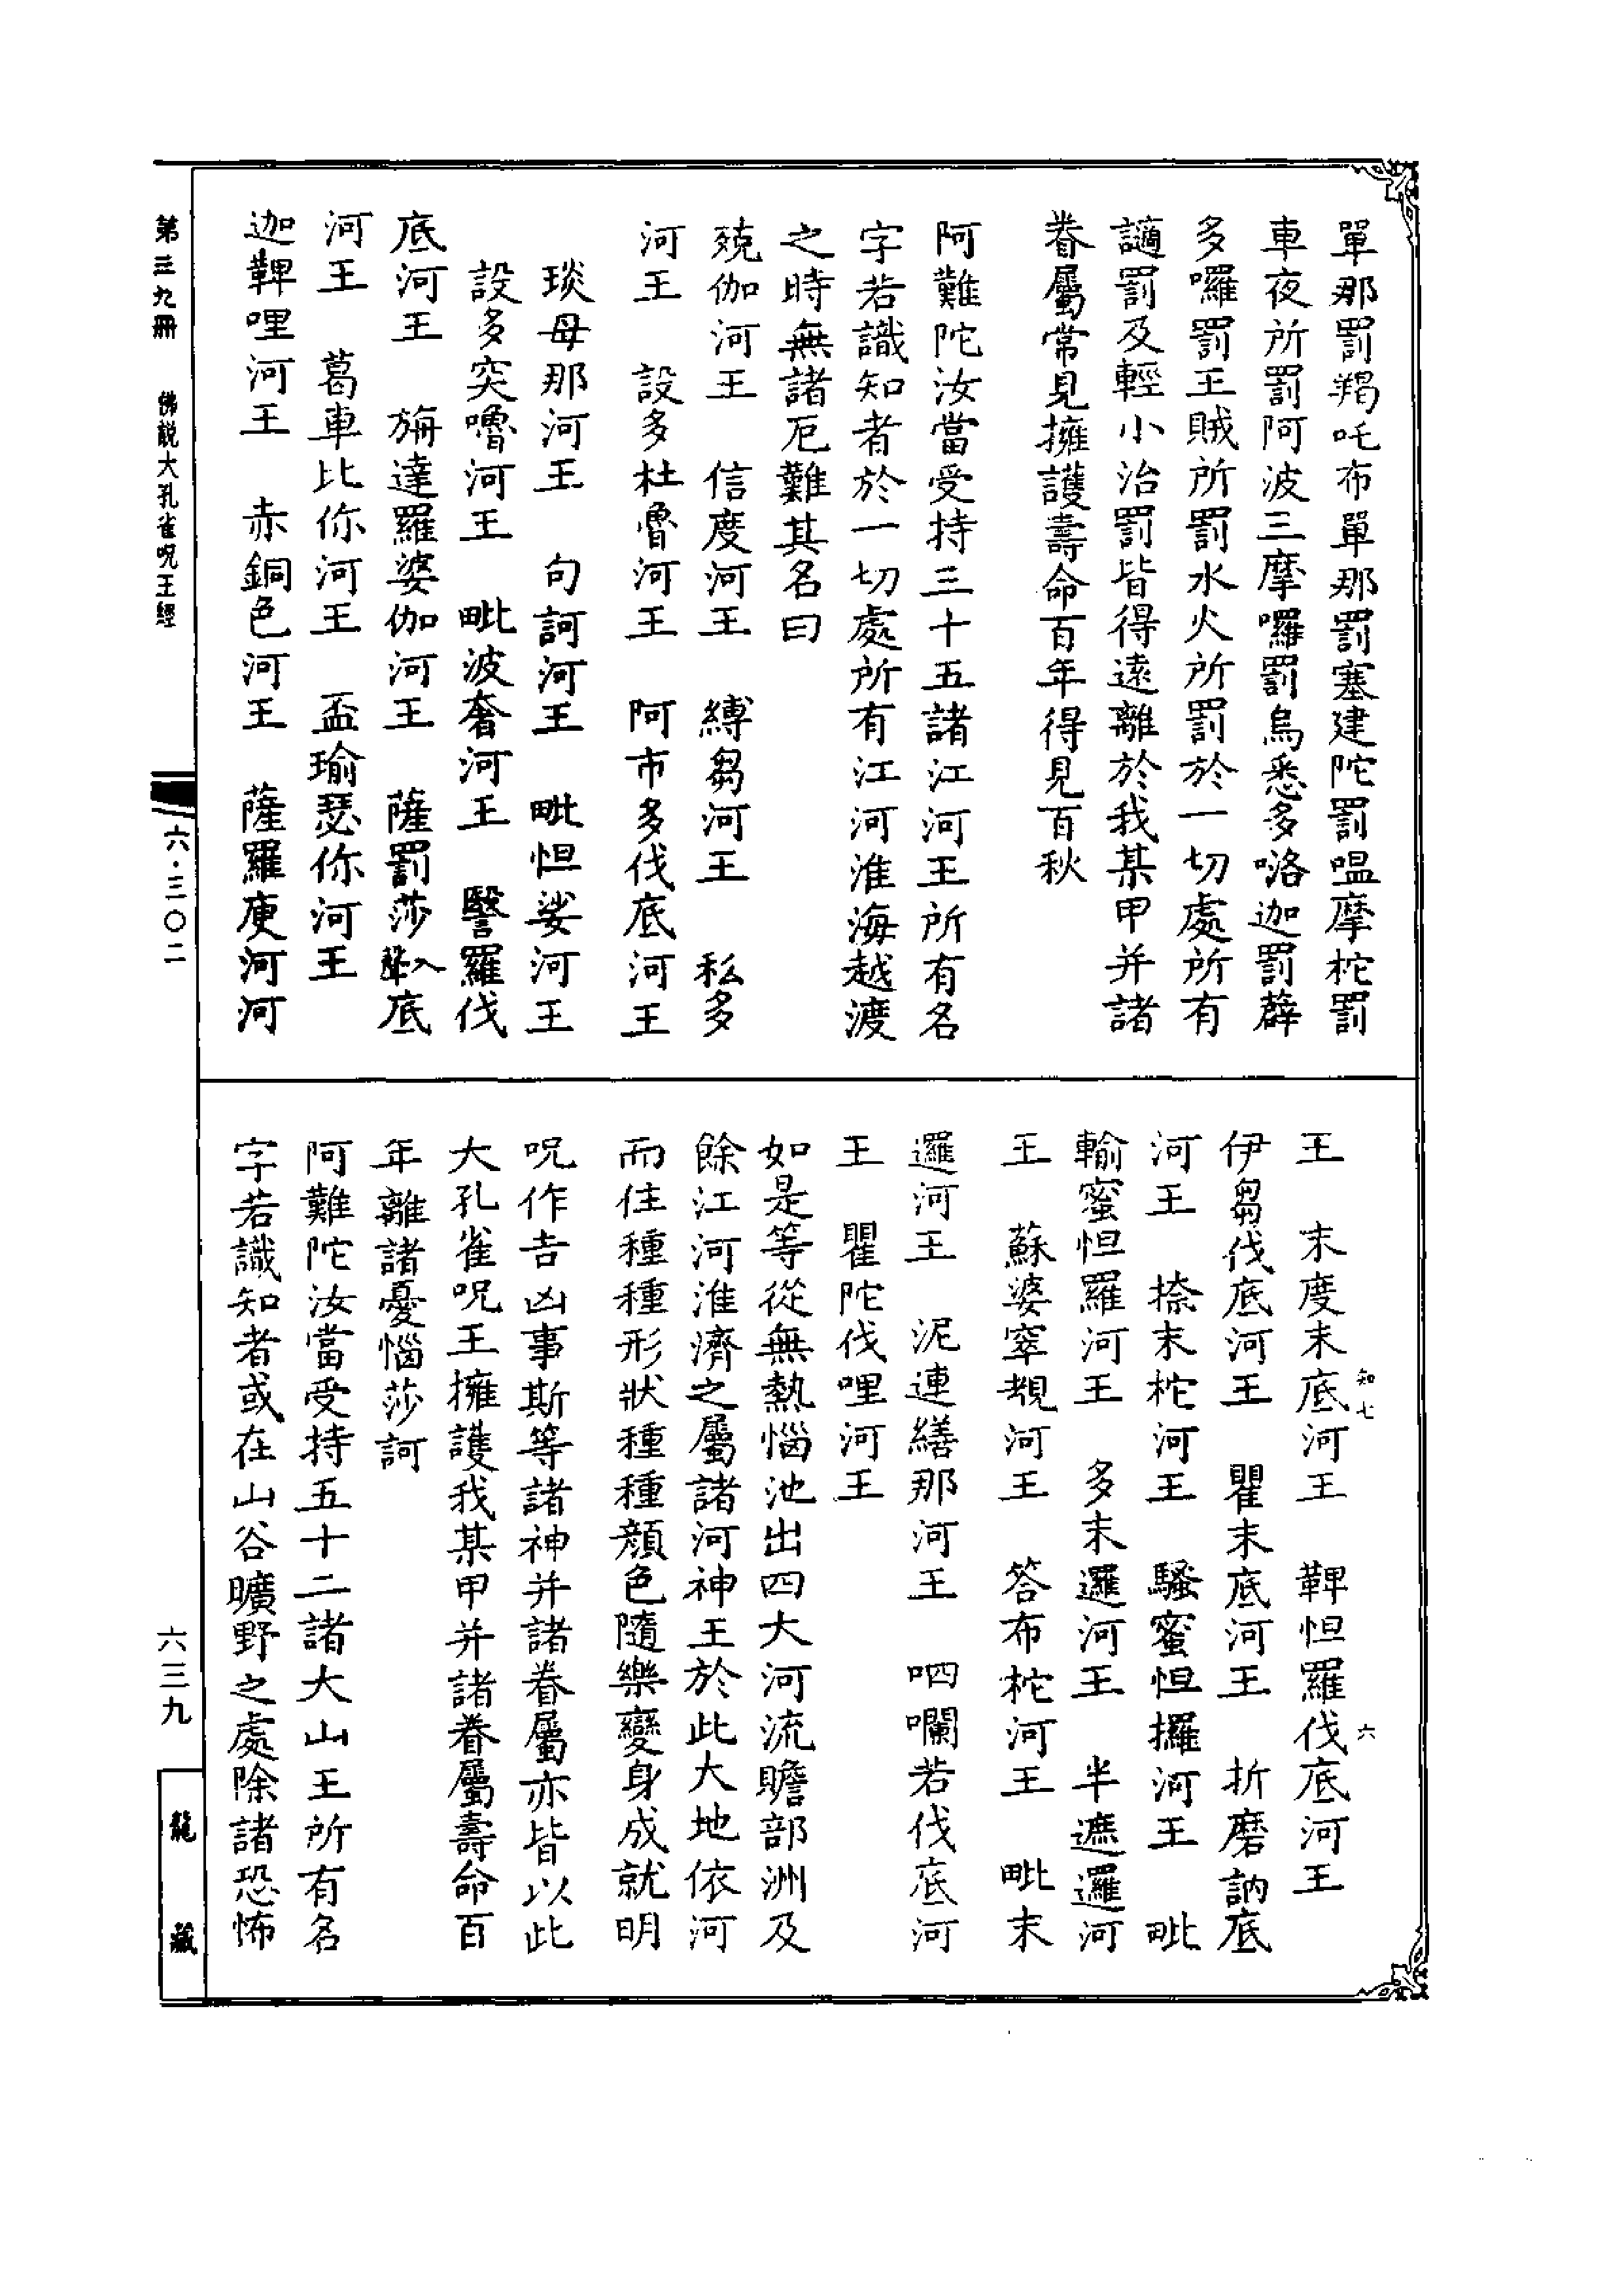 單那罰羯吒布單那罰塞建陀罰嗢摩柁罰
車夜所罰阿波三摩囉罰烏悉多𠸪迦罰薜
多囉罰王賊所罰水火所罰於一切處所有
讁罰及輕小治罰皆得遠離於我某甲并諸
眷屬常見擁護壽命百年得見百秋
阿難陀汝當受持三十五諸江河王所有名
字若識知者於一切處所有江河淮海越渡
之時無諸厄難其名曰
殑伽河王　信度河王　縛芻河王　私多
河王　設多杜魯河王　阿市多伐底河王
琰母那河王　句訶河王　毗怛娑河王
設多突嚕河王　毗波奢河王　瑿羅伐
底河王　旃達羅婆伽河王　薩罰莎入底
河王　葛車比你河王　盃瑜瑟你河王
迦鞞哩河王　赤銅色河王　薩羅庾河河
王　末度末底河王　鞞怛羅伐底河王
伊芻伐底河王　瞿末底河王　折磨訥底
河王　捺末柁河王　騷蜜怛攞河王　毗
輸蜜怛羅河王　多末邏河王　半遮邏河
王　蘇婆窣覩河王　答布柁河王　毗末
邏河王　泥連繕那河王　呬囒若伐底河
王　瞿陀伐哩河王
如是等從無熱惱池出四大河流贍部洲及
餘江河淮濟之屬諸河神王於此大地依河
而住種種形狀種種顏色隨樂變身成就明
呪作吉凶事斯等諸神并諸眷屬亦皆以此
大孔雀呪王擁護我某甲并諸眷屬壽命百
年離諸憂惱莎訶
阿難陀汝當受持五十二諸大山王所有名
字若識知者或在山谷曠野之處除諸恐怖
知七　六
第三九冊　佛説大孔雀呪王經
六·三〇二
六三九
龍藏